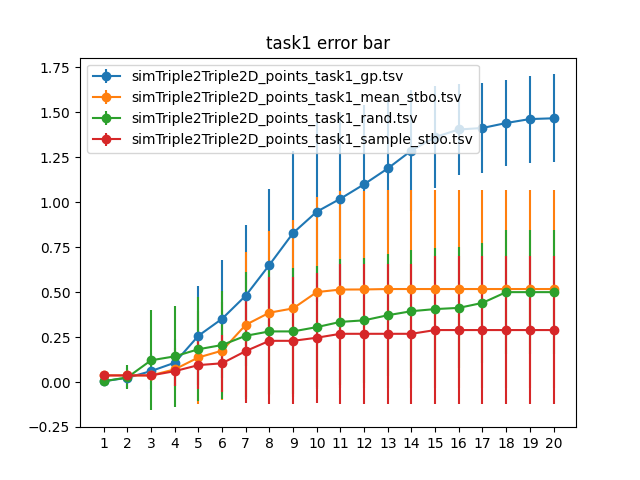 task1 error bar
simTriple2Triple2D_points_task1_gp.tsv
simTriple2Triple2D_points_task1_mean_stbo.tsv
simTriple2Triple2D_points_task1_rand.tsv
simTriple2Triple2D_points_task1_sample_stbo.tsv
1.75
1.50
1.25
1.00
0.75
0.50
0.25
0.00
−0.25
1 2 3 4 5 6 7 8 9 10 11 12 13 14 15 16 17 18 19 20